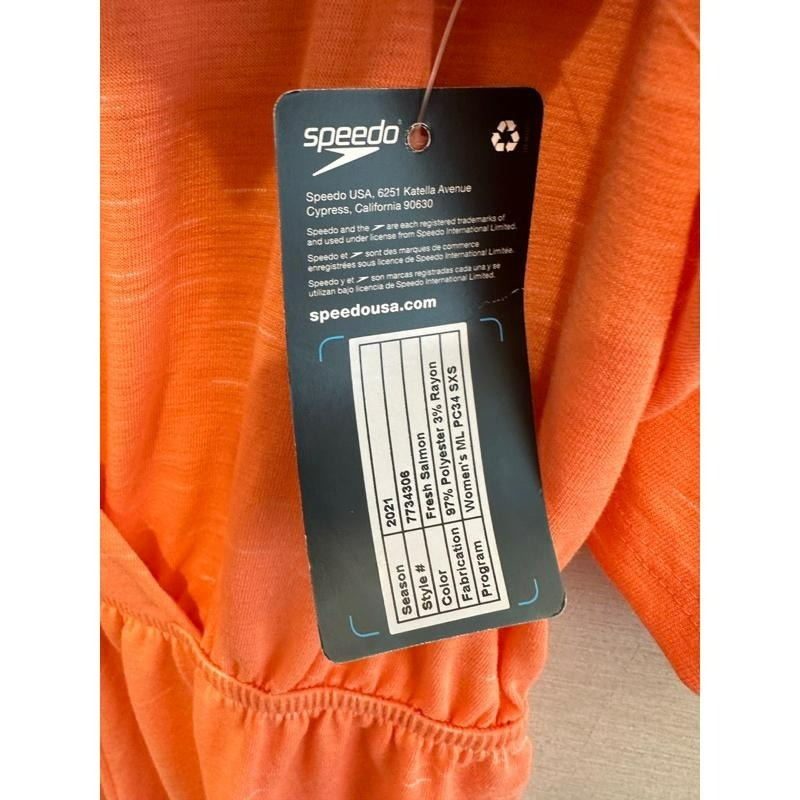 speedo
Speedo USA, 6251 Katella Avenue
Cypress, California 90630
Speedo and the are each registered trademarks of
and used under license from Speedo International Limited.
Speedo et sont des marques de commerce
enregistrées sous licence de Speedo International Limitée.
Speedo y et son marcas registradas cada una y se
utilizan bajo licencia de Speedo International Limited.
speedousa.com
Season 2021
Style # 7734306
Color Fresh Salmon
Fabrication 97% Polyester 3% Rayon
Program Women's ML PC34 SXS